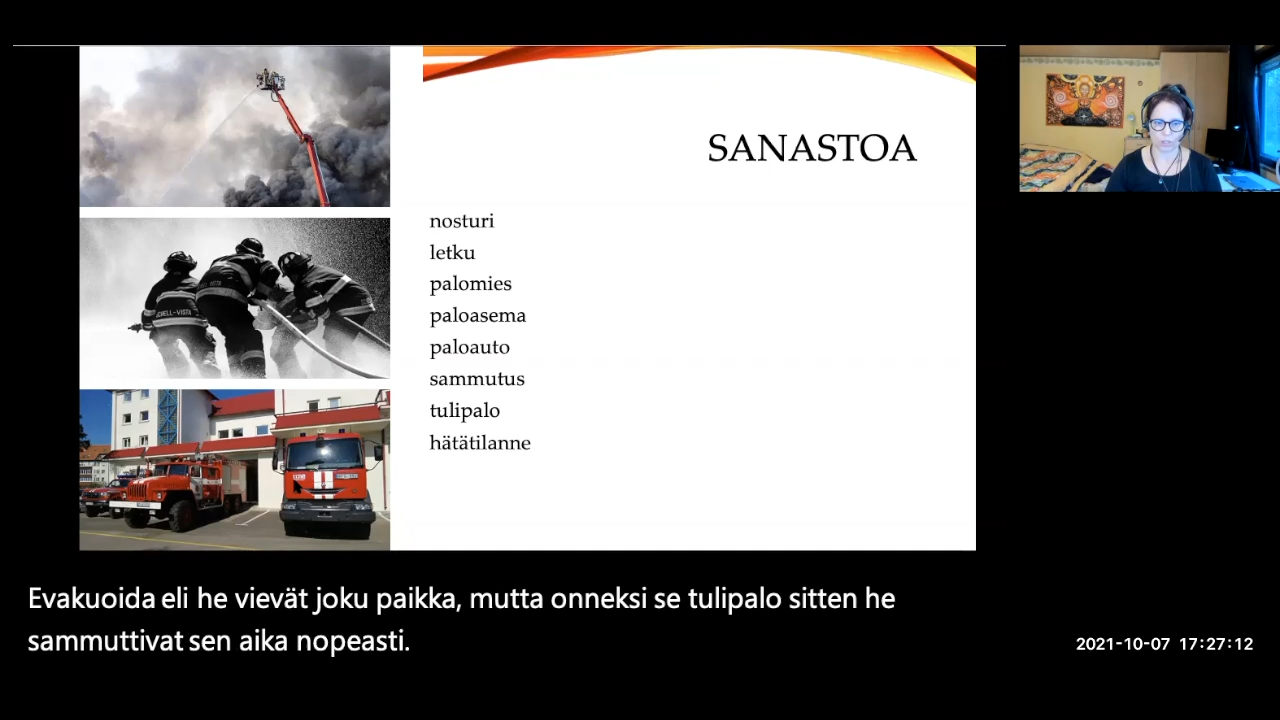 SANASTOA
nosturi
letku
palomies
paloasema
paloauto
sammutus
tulipalo
hätätilanne
Evakuoida eli he vievät joku paikka, mutta onneksi se tulipalo sitten he
sammuttivat sen aika nopeasti.
2021-10-07 17:27:12